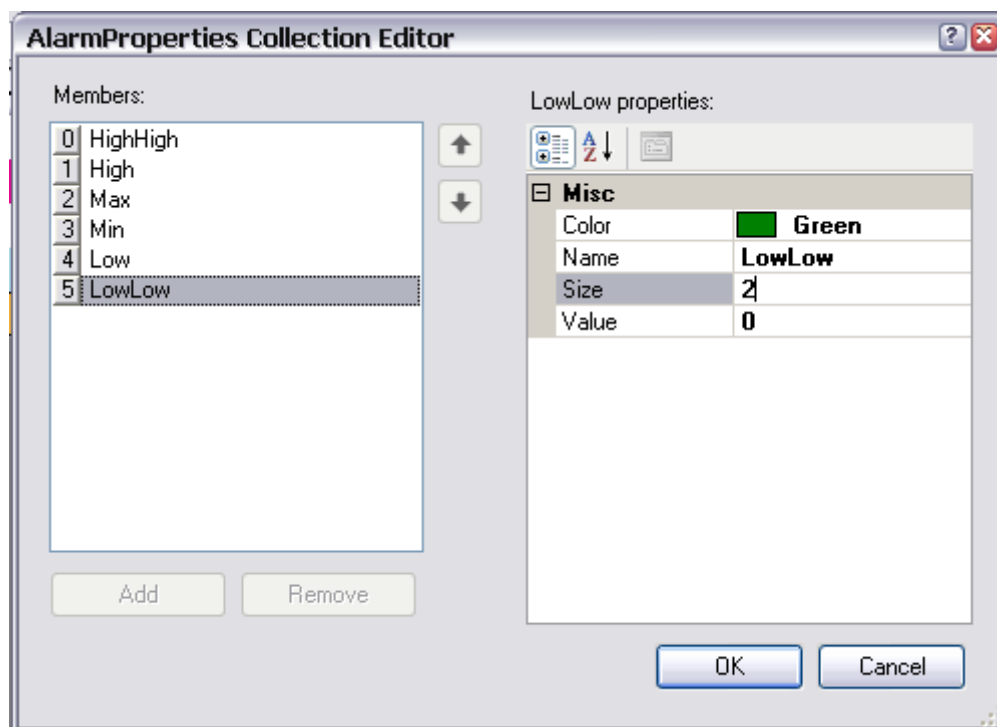 AlarmProperties Collection Editor
Members:
0 HighHigh
1 High
2 Max
3 Min
4 Low
5 LowLow
Add Remove
LowLow properties:
Misc
Color Green
Name LowLow
Size 2
Value 0
OK Cancel